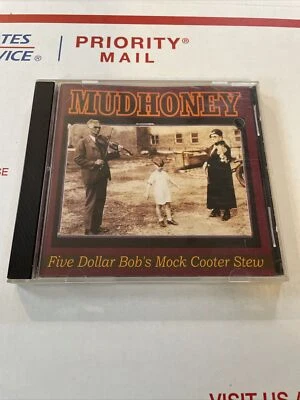 TES
PRIORITY®
VICE®
MAIL
MUDHONEY
Five Dollar Bob's Mock Cooter Stew
VISIT US A